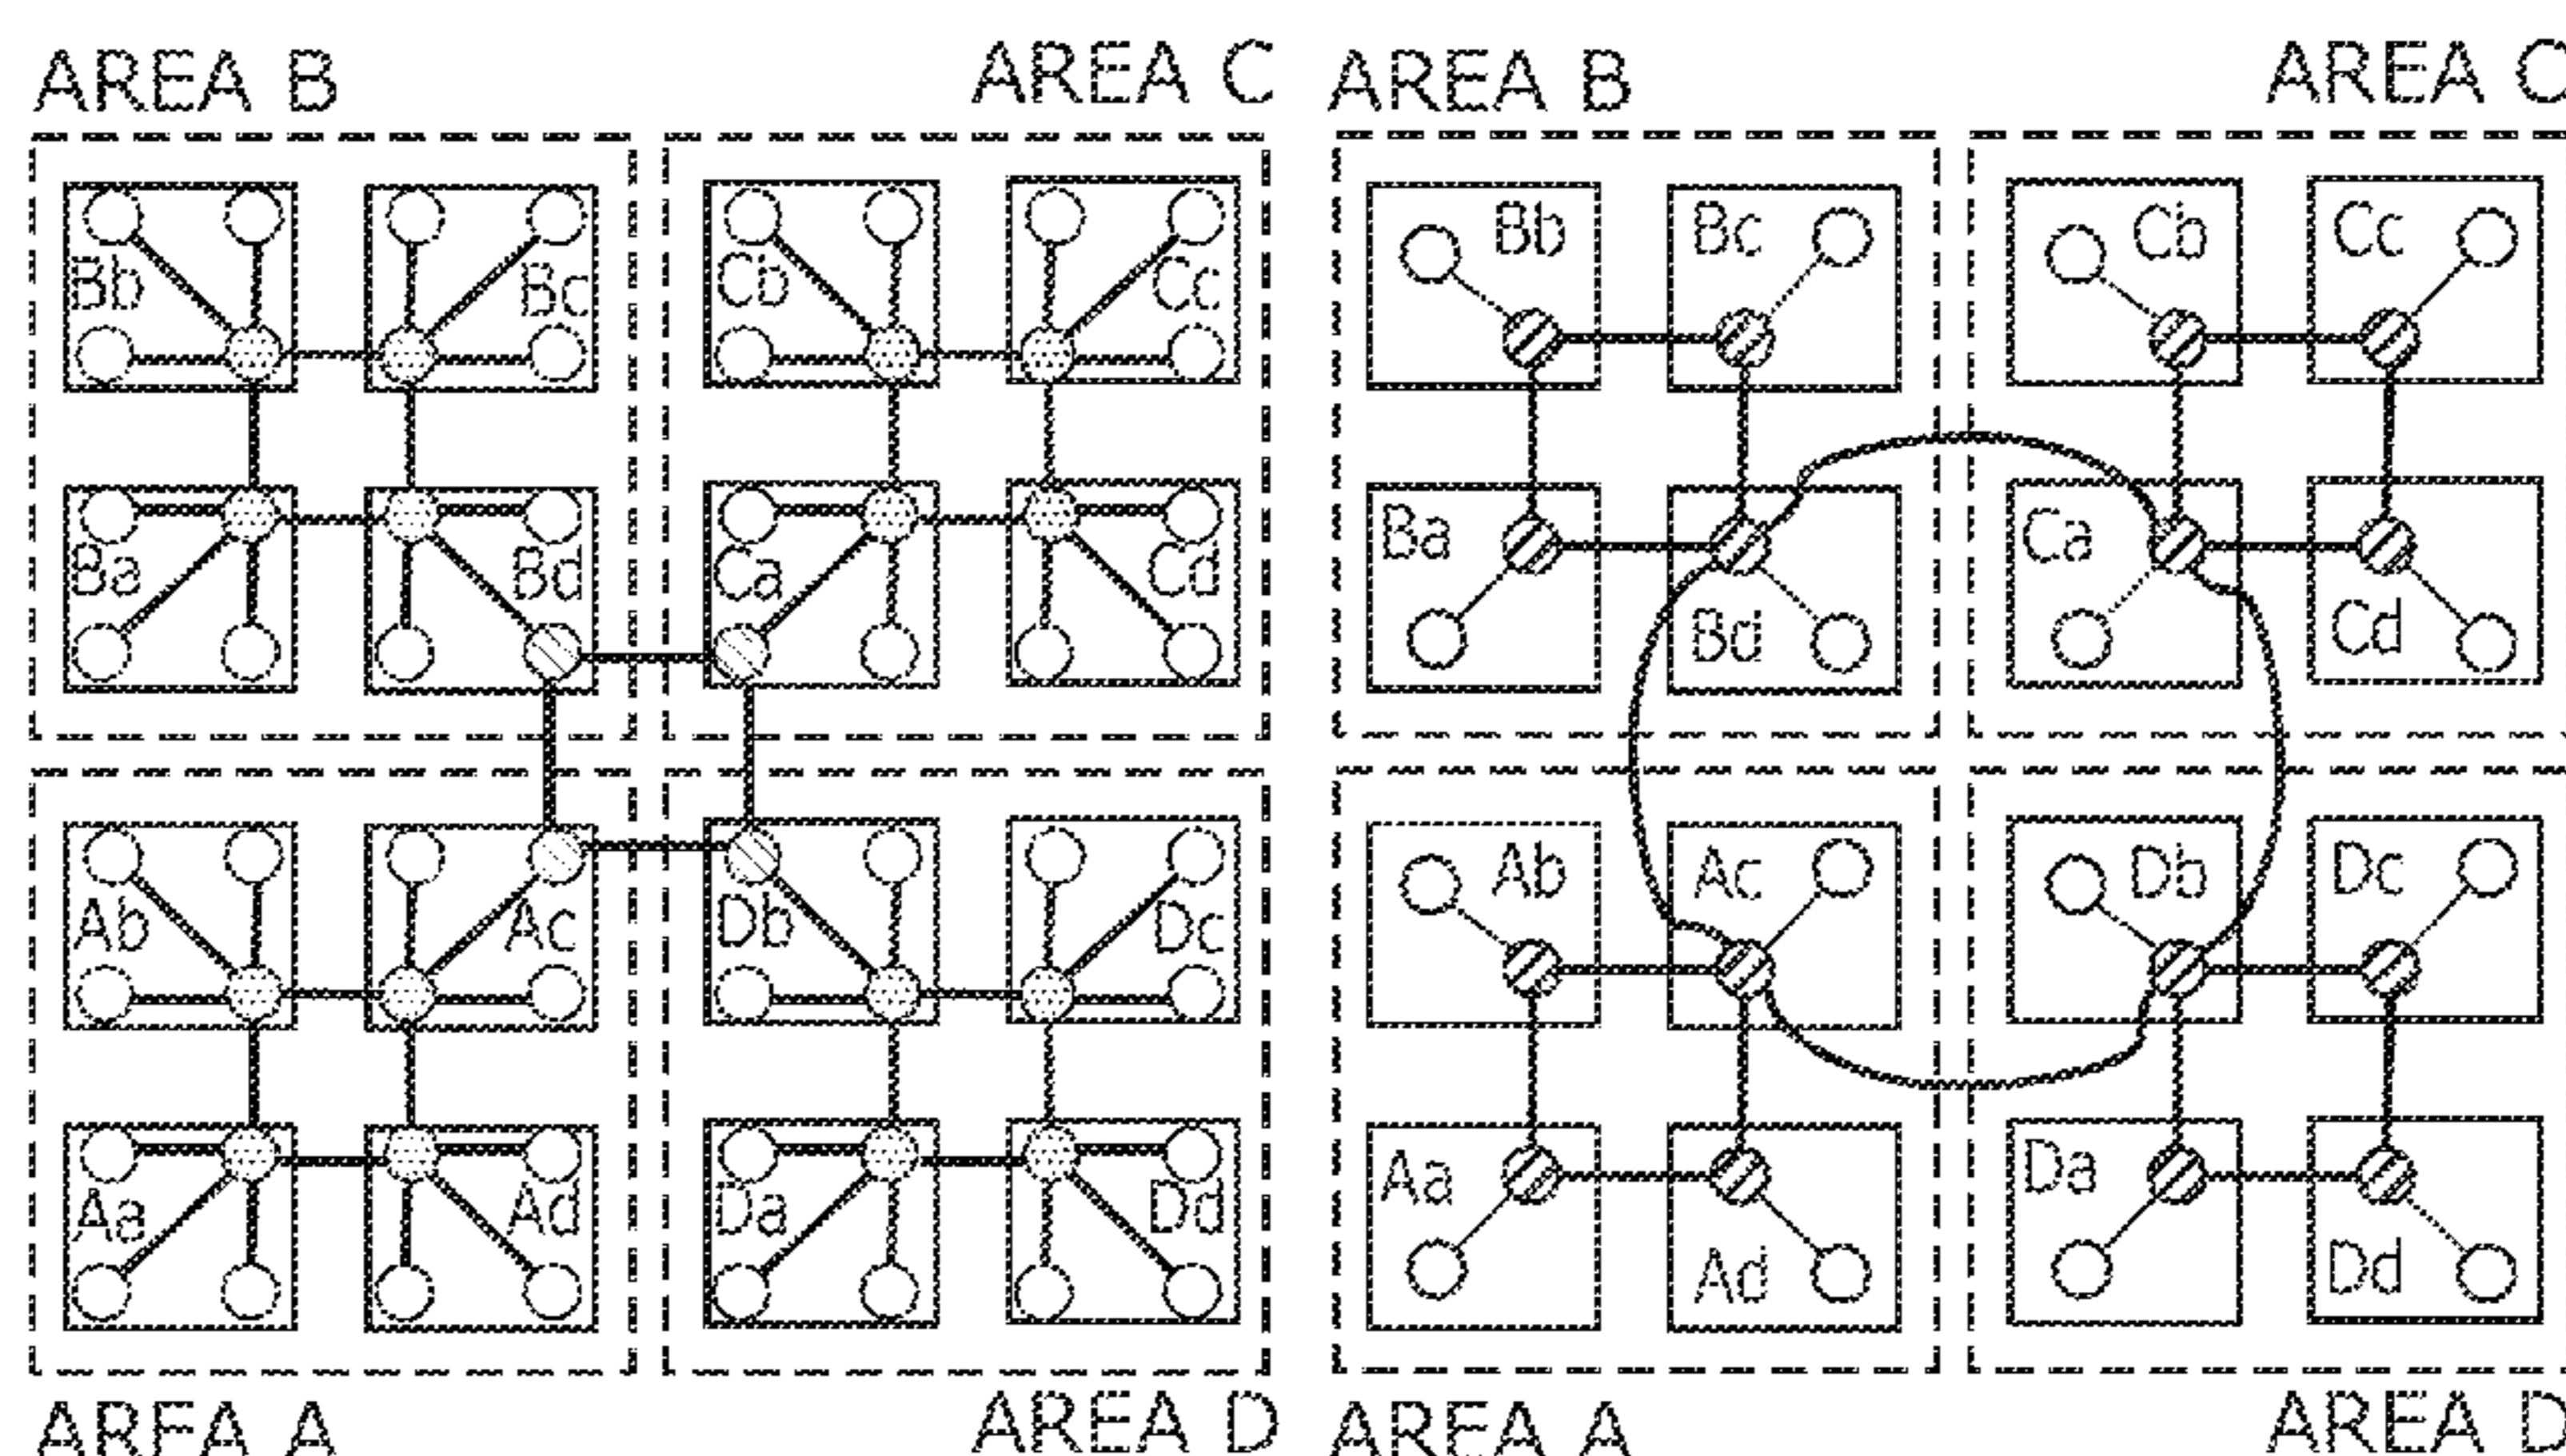 AREA B AREA C AREA B AREA C
Bb Bc Cb Cc Bb Bc Cb Cc
Ba Bd Ca Cd Ba Bd Ca Cd
Ab Ac Db Dc Ab Ac Db Dc
Aa Ad Da Dd Aa Ad Da Dd
AREA A AREA D AREA A AREA D